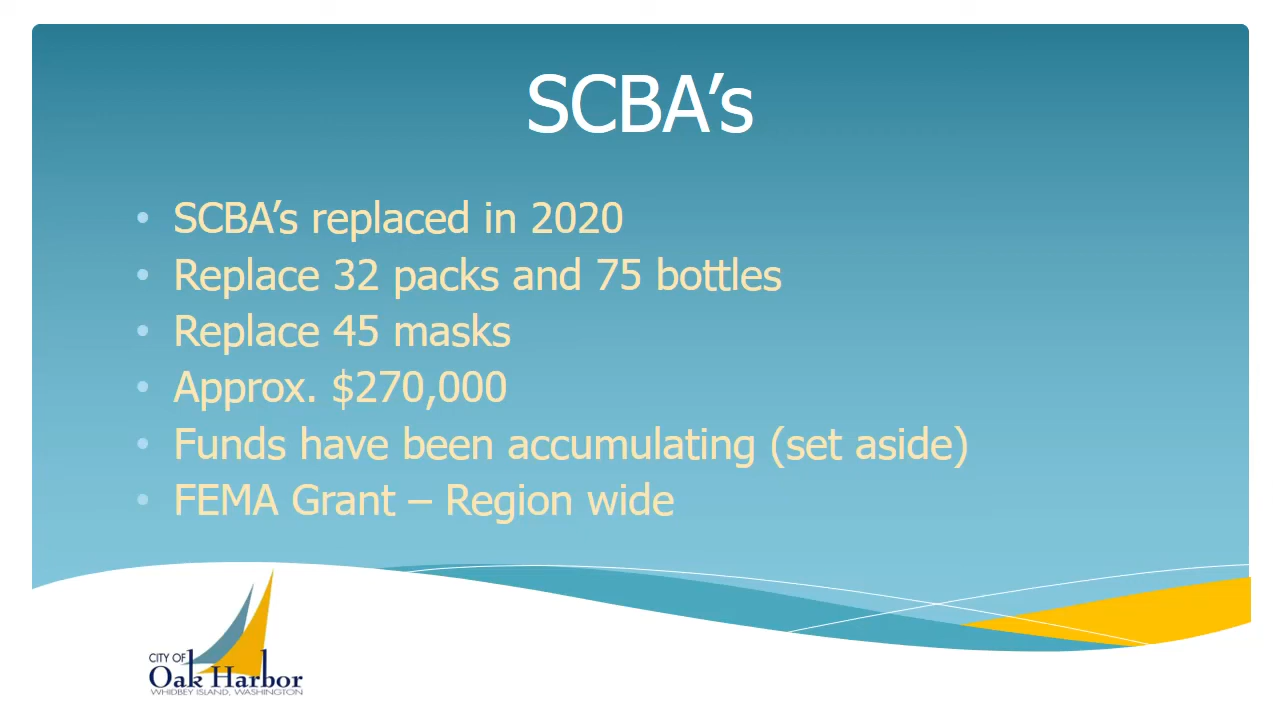 SCBA’s
• SCBA’s replaced in 2020
• Replace 32 packs and 75 bottles
• Replace 45 masks
• Approx. $270,000
• Funds have been accumulating (set aside)
• FEMA Grant – Region wide
CITY OF
Oak Harbor
WHIDBEY ISLAND, WASHINGTON